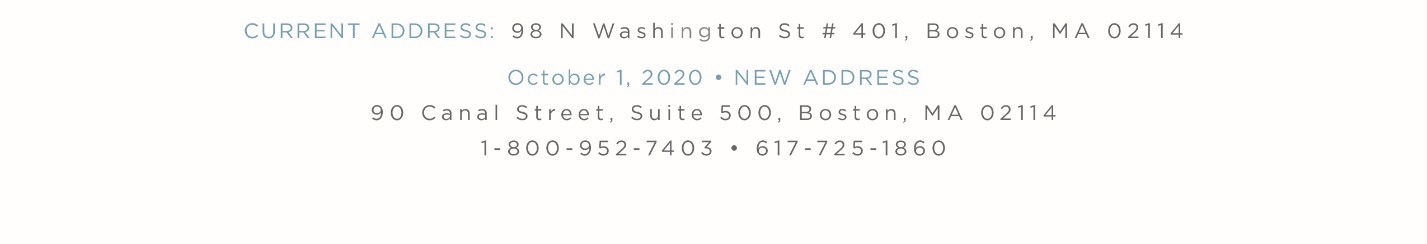 CURRENT ADDRESS: 98 N Washington St # 401, Boston, MA 02114
October 1, 2020 • NEW ADDRESS
90 Canal Street, Suite 500, Boston, MA 02114
1-800-952-7403 • 617-725-1860